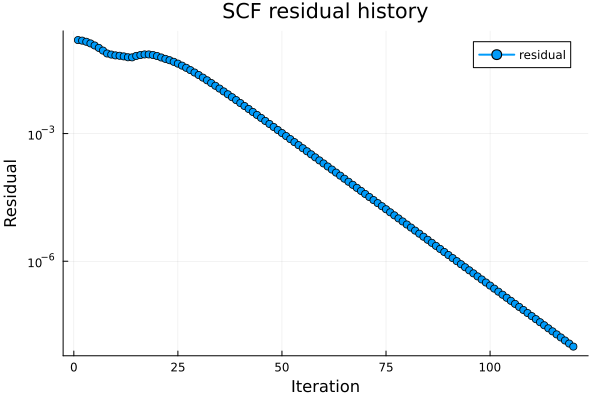 SCF residual history
residual
Residual
10⁻³
10⁻⁶
0 25 50 75 100
Iteration